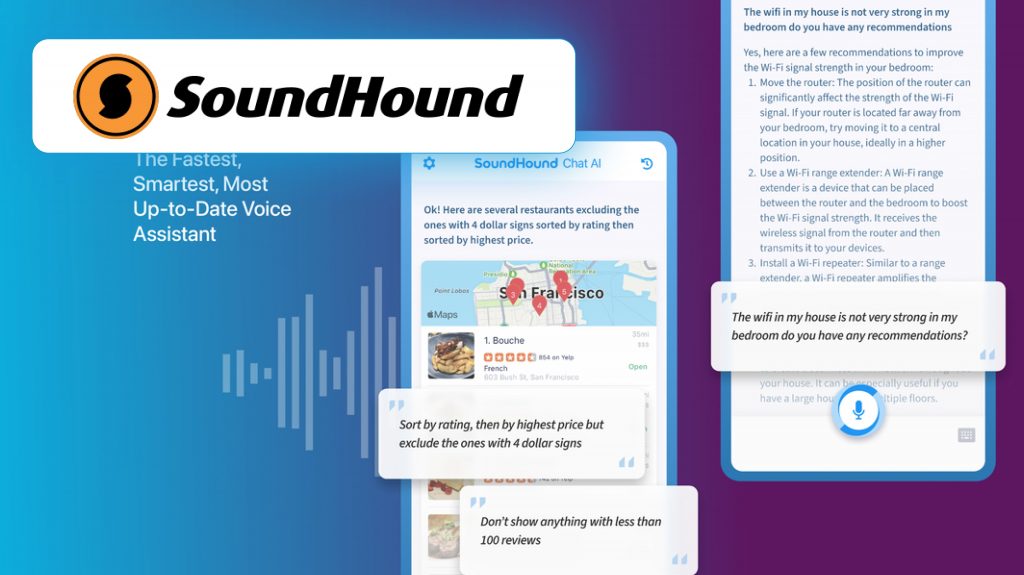 SoundHound
The Fastest,
Smartest, Most
Up-to-Date Voice
Assistant
SoundHound Chat AI
Ok! Here are several restaurants excluding the
ones with 4 dollar signs sorted by rating then
sorted by highest price.
Presidio
National
Recreation Area
Point Lobos
San Francisco
1
3
5
4
Maps
1. Bouche
35mi
$$$
854 on Yelp
French
Open
603 Bush St, San Francisco
Sort by rating, then by highest price but
exclude the ones with 4 dollar signs
Don't show anything with less than
100 reviews
The wifi in my house is not very strong in my
bedroom do you have any recommendations
Yes, here are a few recommendations to improve
the Wi-Fi signal strength in your bedroom:
1. Move the router: The position of the router can
significantly affect the strength of the Wi-Fi
signal. If your router is located far away from
your bedroom, try moving it to a central
location in your house, ideally in a higher
position.
2. Use a Wi-Fi range extender: A Wi-Fi range
extender is a device that can be placed
between the router and the bedroom to boost
the Wi-Fi signal strength. It receives the
wireless signal from the router and then
transmits it to your devices.
3. Install a Wi-Fi repeater: Similar to a range
extender, a Wi-Fi repeater amplifies the
The wifi in my house is not very strong in my
bedroom do you have any recommendations?
your house. It can be especially useful if you
have a large multiple floors.